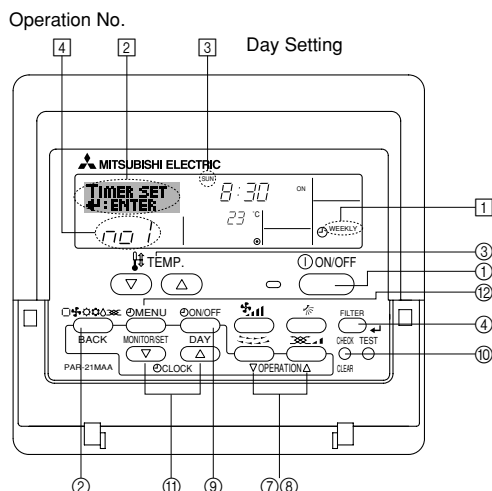 Operation No.
4 2 3 Day Setting
MITSUBISHI ELECTRIC
TIMER SET
↵:ENTER
SUN
8:30
ON
23 °C
no 1
WEEKLY
1
TEMP.
ON/OFF
③
①
⑫
MENU
ON/OFF
FILTER
④
BACK
MONITOR/SET
DAY
CHECK TEST
⑩
PAR-21MAA
CLOCK
▽OPERATION△
CLEAR
② ⑪ ⑨ ⑦⑧